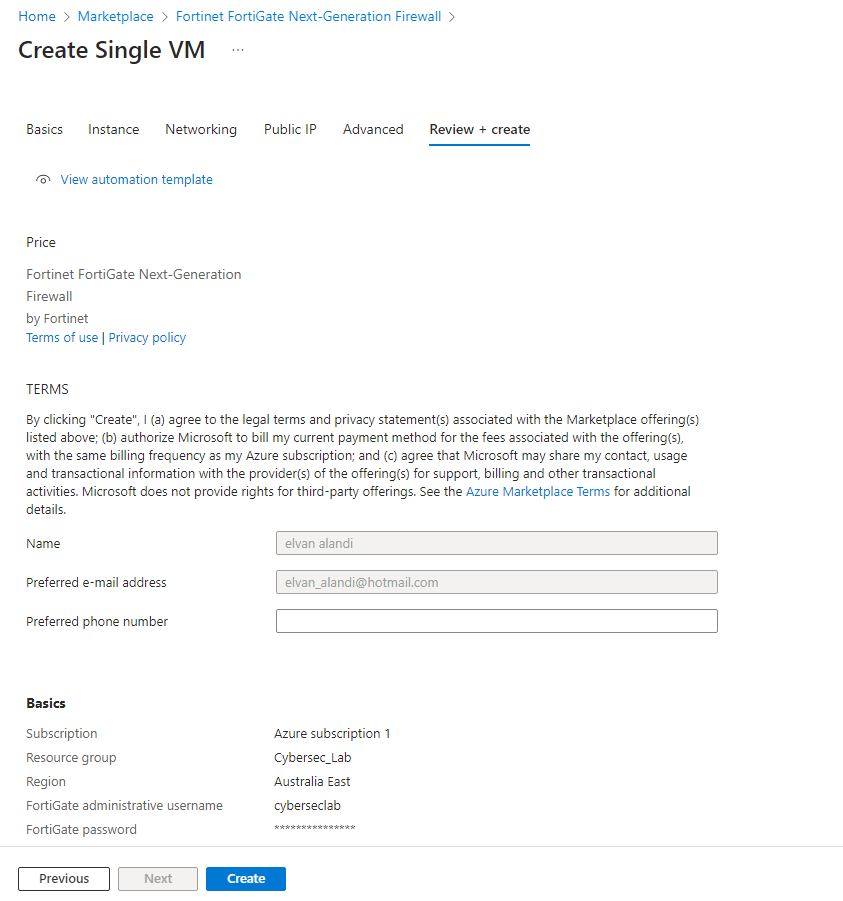 Home > Marketplace > Fortinet FortiGate Next-Generation Firewall >
Create Single VM ...
Basics Instance Networking Public IP Advanced Review + create
View automation template
Price
Fortinet FortiGate Next-Generation
Firewall
by Fortinet
Terms of use | Privacy policy
TERMS
By clicking "Create", I (a) agree to the legal terms and privacy statement(s) associated with the Marketplace offering(s)
listed above; (b) authorize Microsoft to bill my current payment method for the fees associated with the offering(s),
with the same billing frequency as my Azure subscription; and (c) agree that Microsoft may share my contact, usage
and transactional information with the provider(s) of the offering(s) for support, billing and other transactional
activities. Microsoft does not provide rights for third-party offerings. See the Azure Marketplace Terms for additional
details.
Name elvan alandi
Preferred e-mail address elvan_alandi@hotmail.com
Preferred phone number
Basics
Subscription Azure subscription 1
Resource group Cybersec_Lab
Region Australia East
FortiGate administrative username cyberseclab
FortiGate password ***************
Previous Next Create